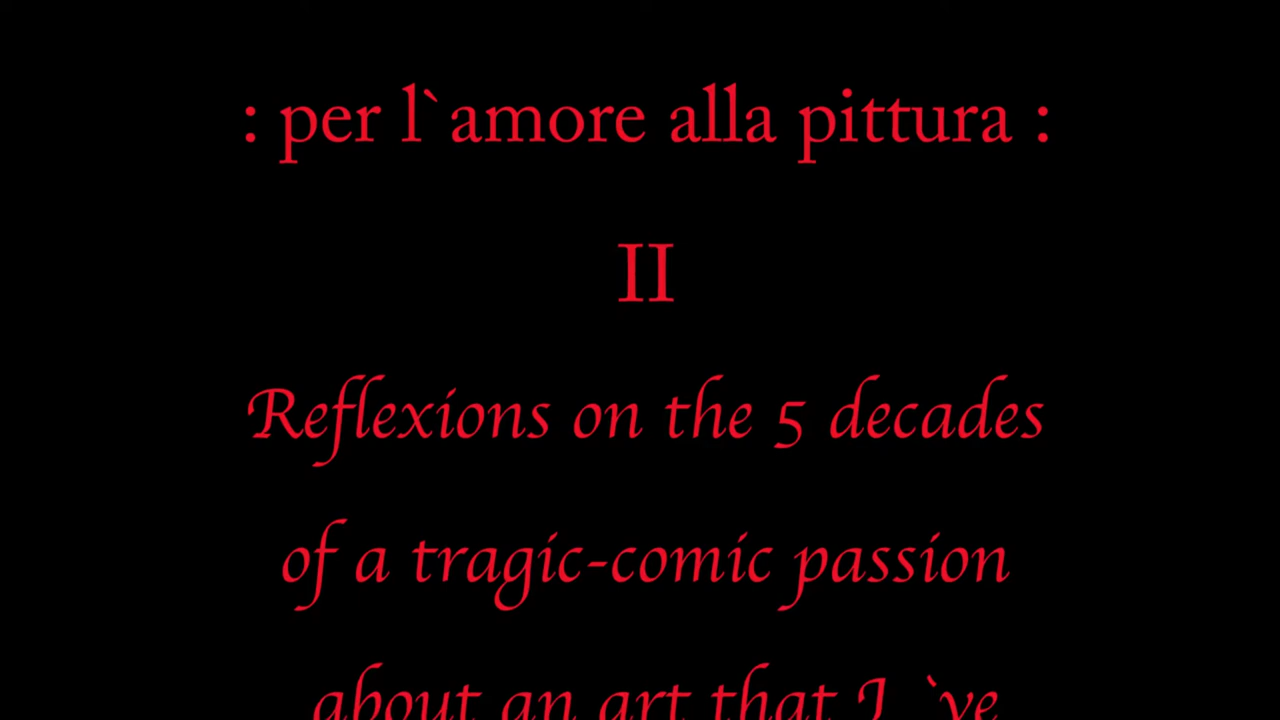 : per l`amore alla pittura :
II
Reflexions on the 5 decades
of a tragic-comic passion
about an art that I `ve